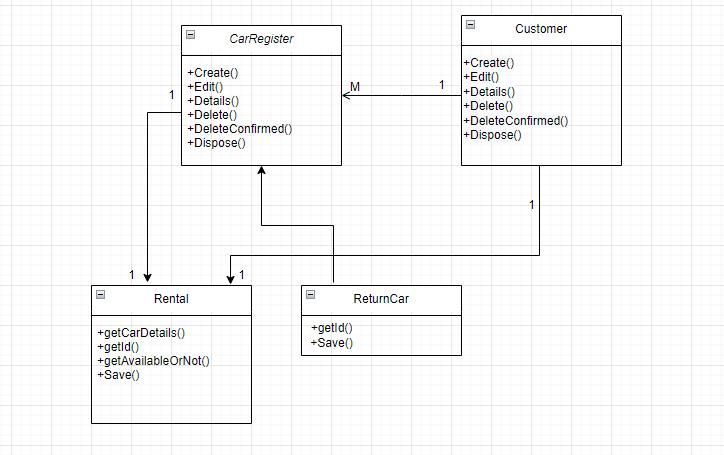 CarRegister
+Create()
+Edit()
+Details()
+Delete()
+DeleteConfirmed()
+Dispose()
Customer
+Create()
+Edit()
+Details()
+Delete()
+DeleteConfirmed()
+Dispose()
M
1
1
1
1
1
Rental
+getCarDetails()
+getId()
+getAvailableOrNot()
+Save()
ReturnCar
+getId()
+Save()